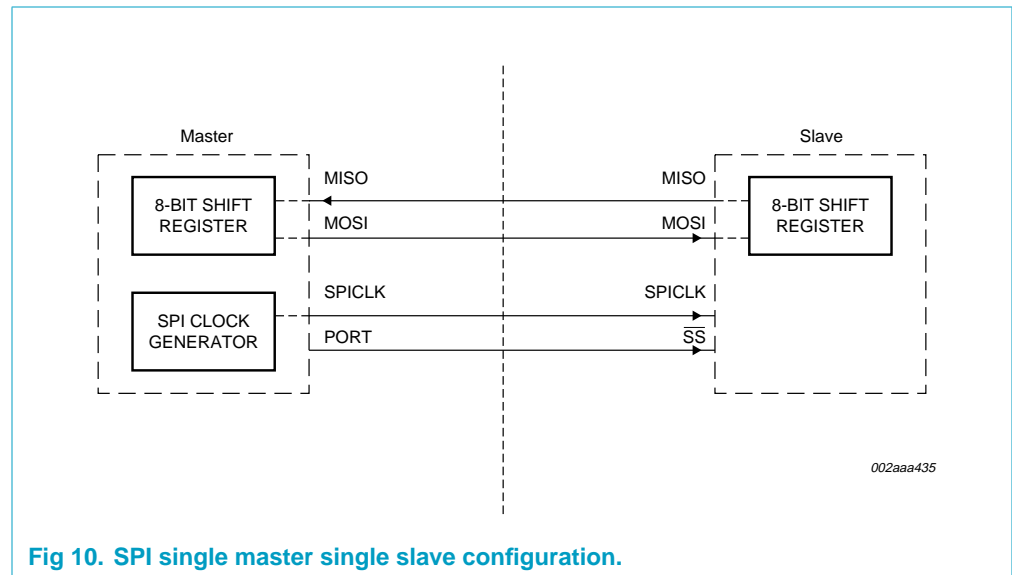 Master
Slave
8-BIT SHIFT
REGISTER
MISO
MISO
8-BIT SHIFT
REGISTER
MOSI
MOSI
SPI CLOCK
GENERATOR
SPICLK
SPICLK
PORT
S̅S̅
002aaa435
Fig 10. SPI single master single slave configuration.